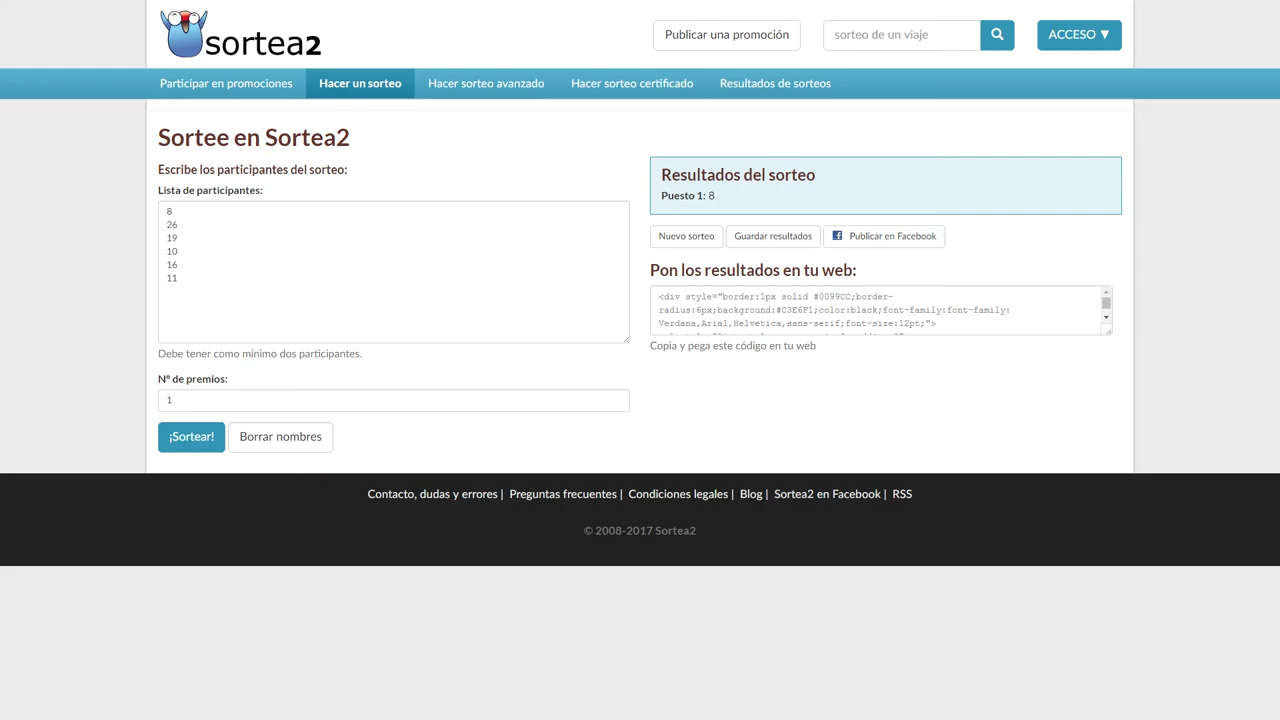 sortea2
Publicar una promoción
sorteo de un viaje
ACCESO ▼
Participar en promociones
Hacer un sorteo
Hacer sorteo avanzado
Hacer sorteo certificado
Resultados de sorteos
Sortee en Sortea2
Escribe los participantes del sorteo:
Lista de participantes:
8
26
19
10
16
11
Debe tener como mínimo dos participantes.
Nº de premios:
1
¡Sortear!
Borrar nombres
Resultados del sorteo
Puesto 1: 8
Nuevo sorteo
Guardar resultados
Publicar en Facebook
Pon los resultados en tu web:
<div style="border:1px solid #0099CC;border-
radius:6px;background:#C3E6F1;color:black;font-family:font-family:
Verdana,Arial,Helvetica,sans-serif;font-size:12pt;">
Copia y pega este código en tu web
Contacto, dudas y errores | Preguntas frecuentes | Condiciones legales | Blog | Sortea2 en Facebook | RSS
© 2008-2017 Sortea2